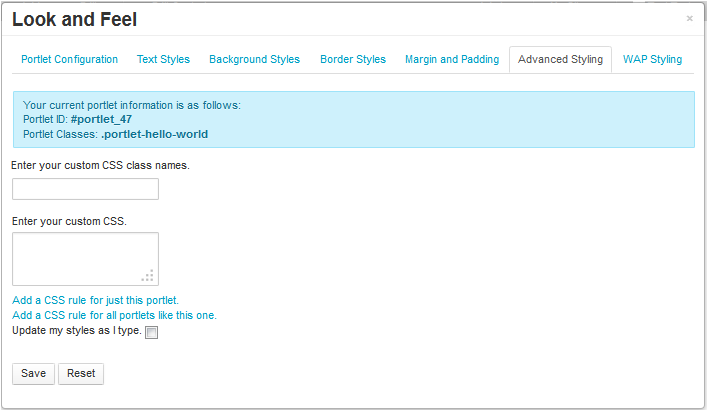 Look and Feel
×
Portlet Configuration Text Styles Background Styles Border Styles Margin and Padding Advanced Styling WAP Styling
Your current portlet information is as follows:
Portlet ID: #portlet_47
Portlet Classes: .portlet-hello-world
Enter your custom CSS class names.
Enter your custom CSS.
Add a CSS rule for just this portlet.
Add a CSS rule for all portlets like this one.
Update my styles as I type.
Save Reset